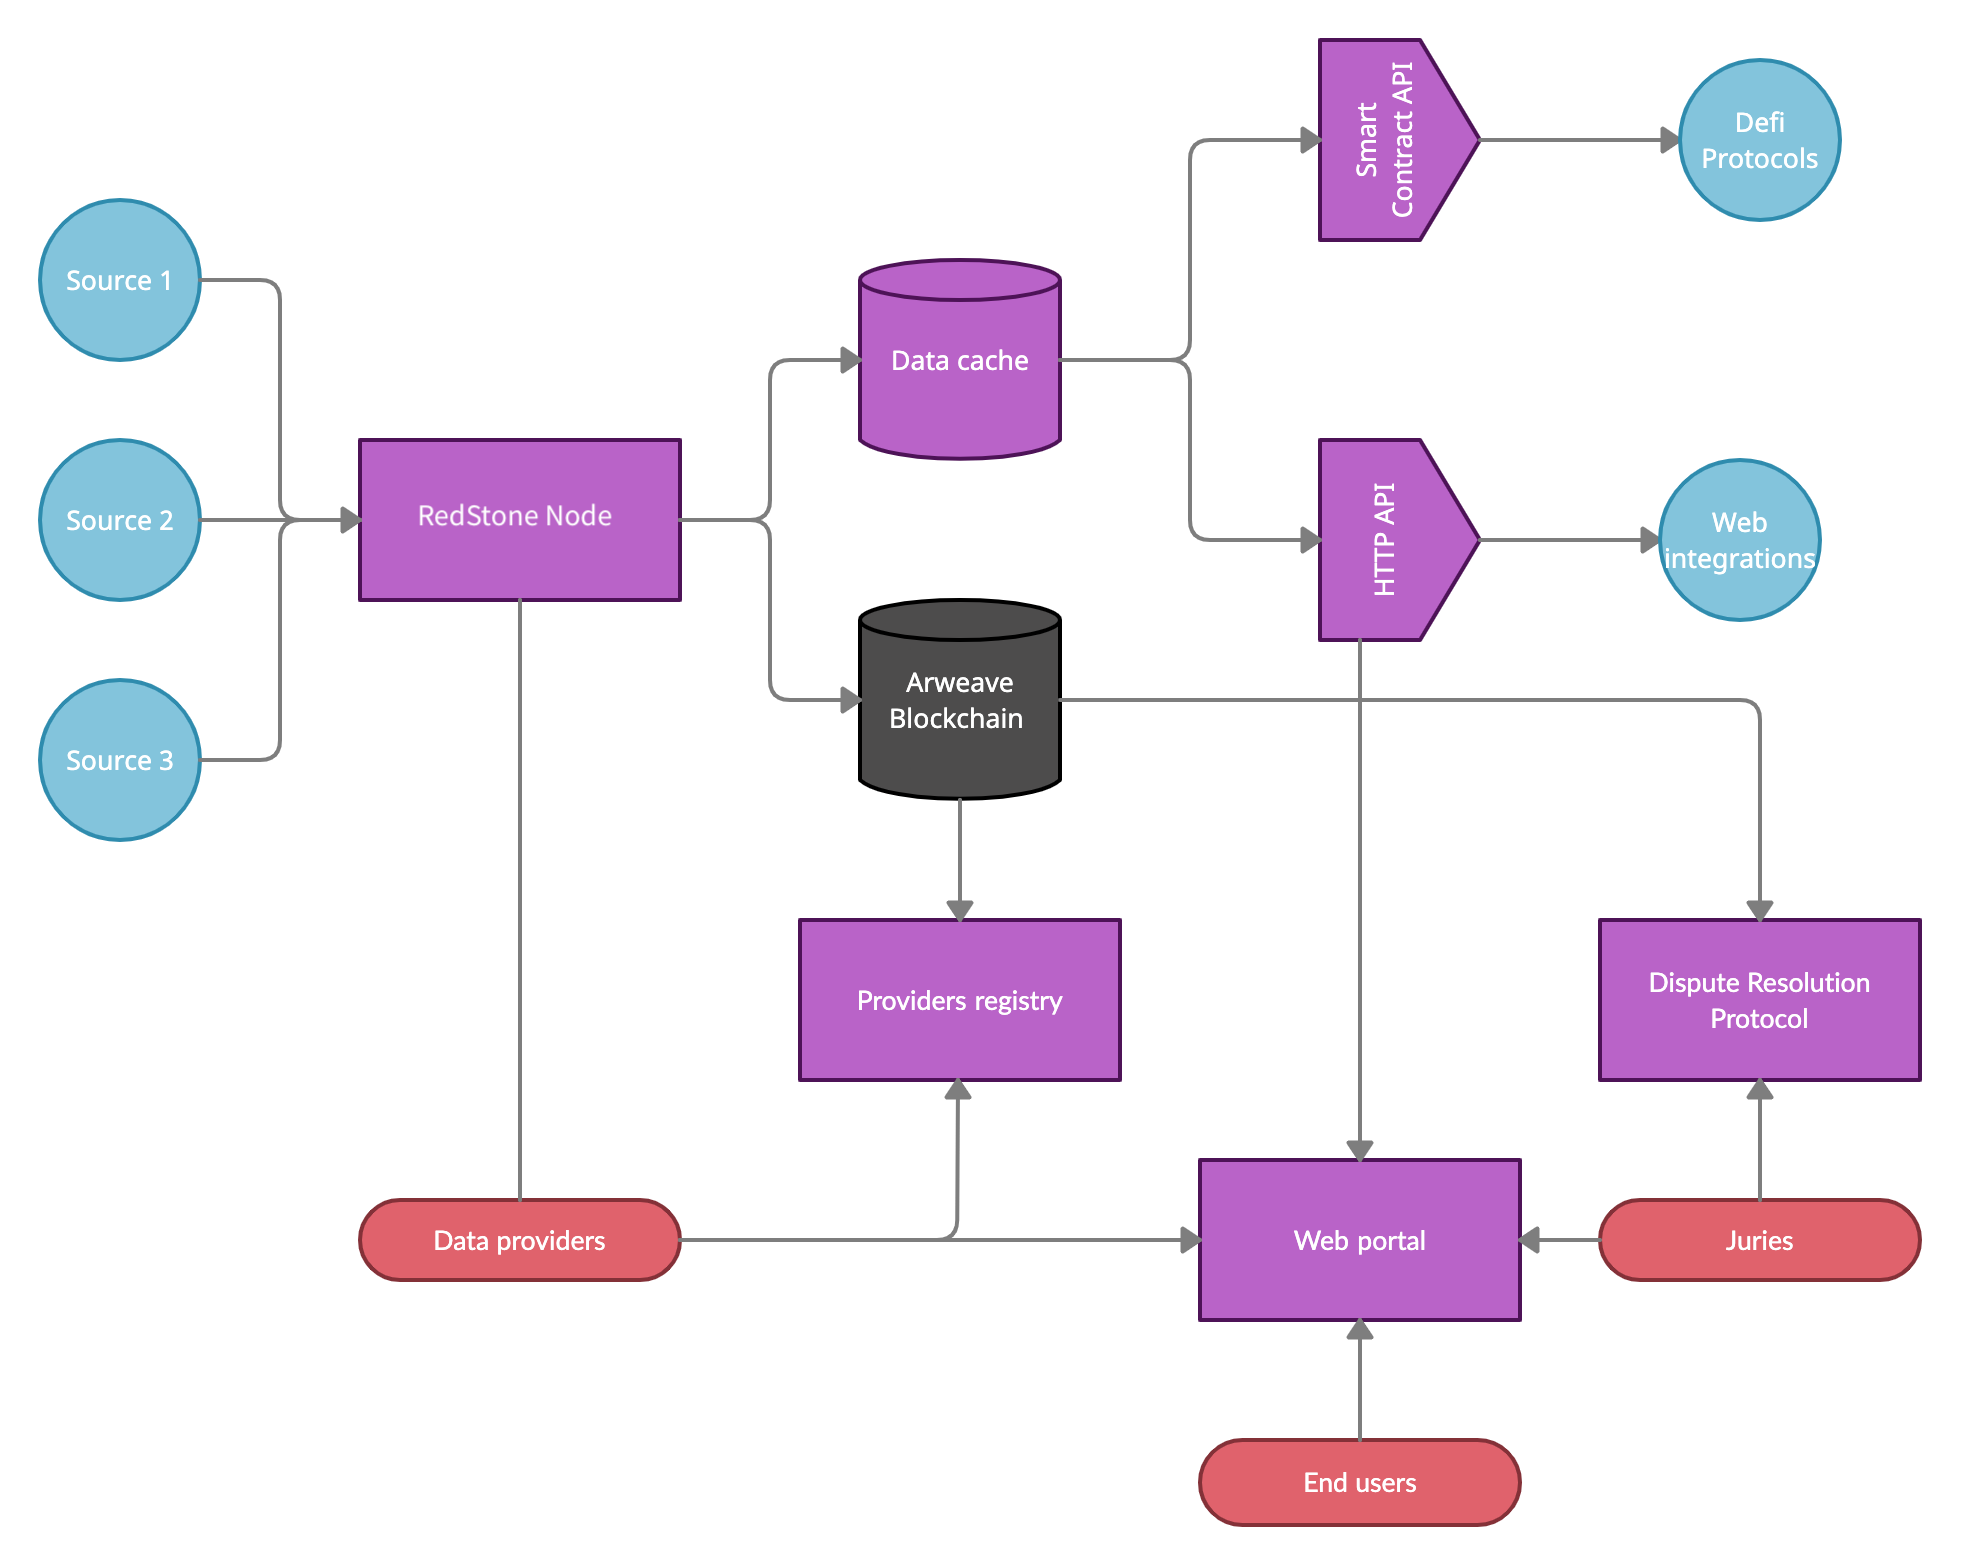 Smart
Contract API
Defi
Protocols
Source 1
Data cache
RedStone Node
Source 2
HTTP API
Web
integrations
Arweave
Blockchain
Source 3
Providers registry
Dispute Resolution
Protocol
Data providers
Web portal
Juries
End users